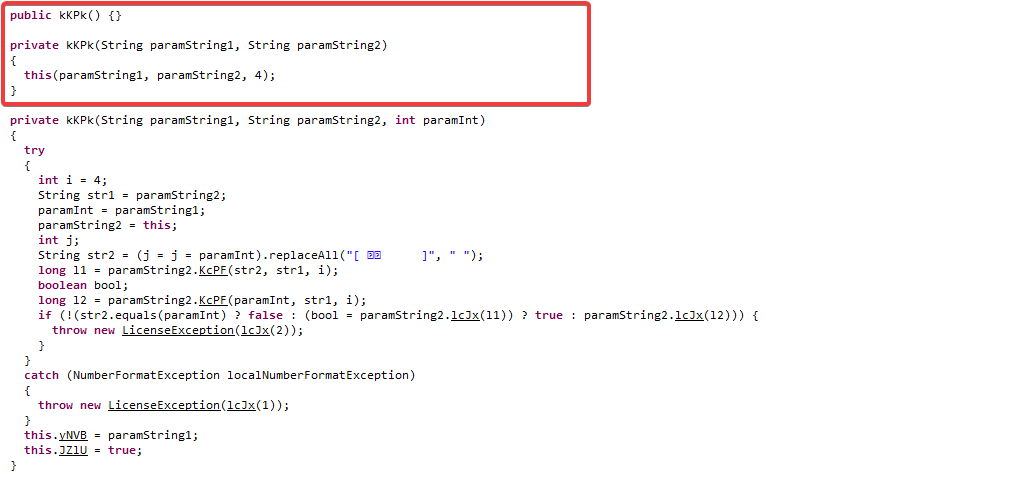 public kKPk() {}
private kKPk(String paramString1, String paramString2)
{
this(paramString1, paramString2, 4);
}
private kKPk(String paramString1, String paramString2, int paramInt)
{
try
{
int i = 4;
String str1 = paramString2;
paramInt = paramString1;
paramString2 = this;
int j;
String str2 = (j = j = paramInt).replaceAll("[ ]", " ");
long l1 = paramString2.KcPF(str2, str1, i);
boolean bool;
long l2 = paramString2.KcPF(paramInt, str1, i);
if (!(str2.equals(paramInt) ? false : (bool = paramString2.lcJx(l1)) ? true : paramString2.lcJx(l2))) {
throw new LicenseException(lcJx(2));
}
}
catch (NumberFormatException localNumberFormatException)
{
throw new LicenseException(lcJx(1));
}
this.yNVB = paramString1;
this.JZlU = true;
}